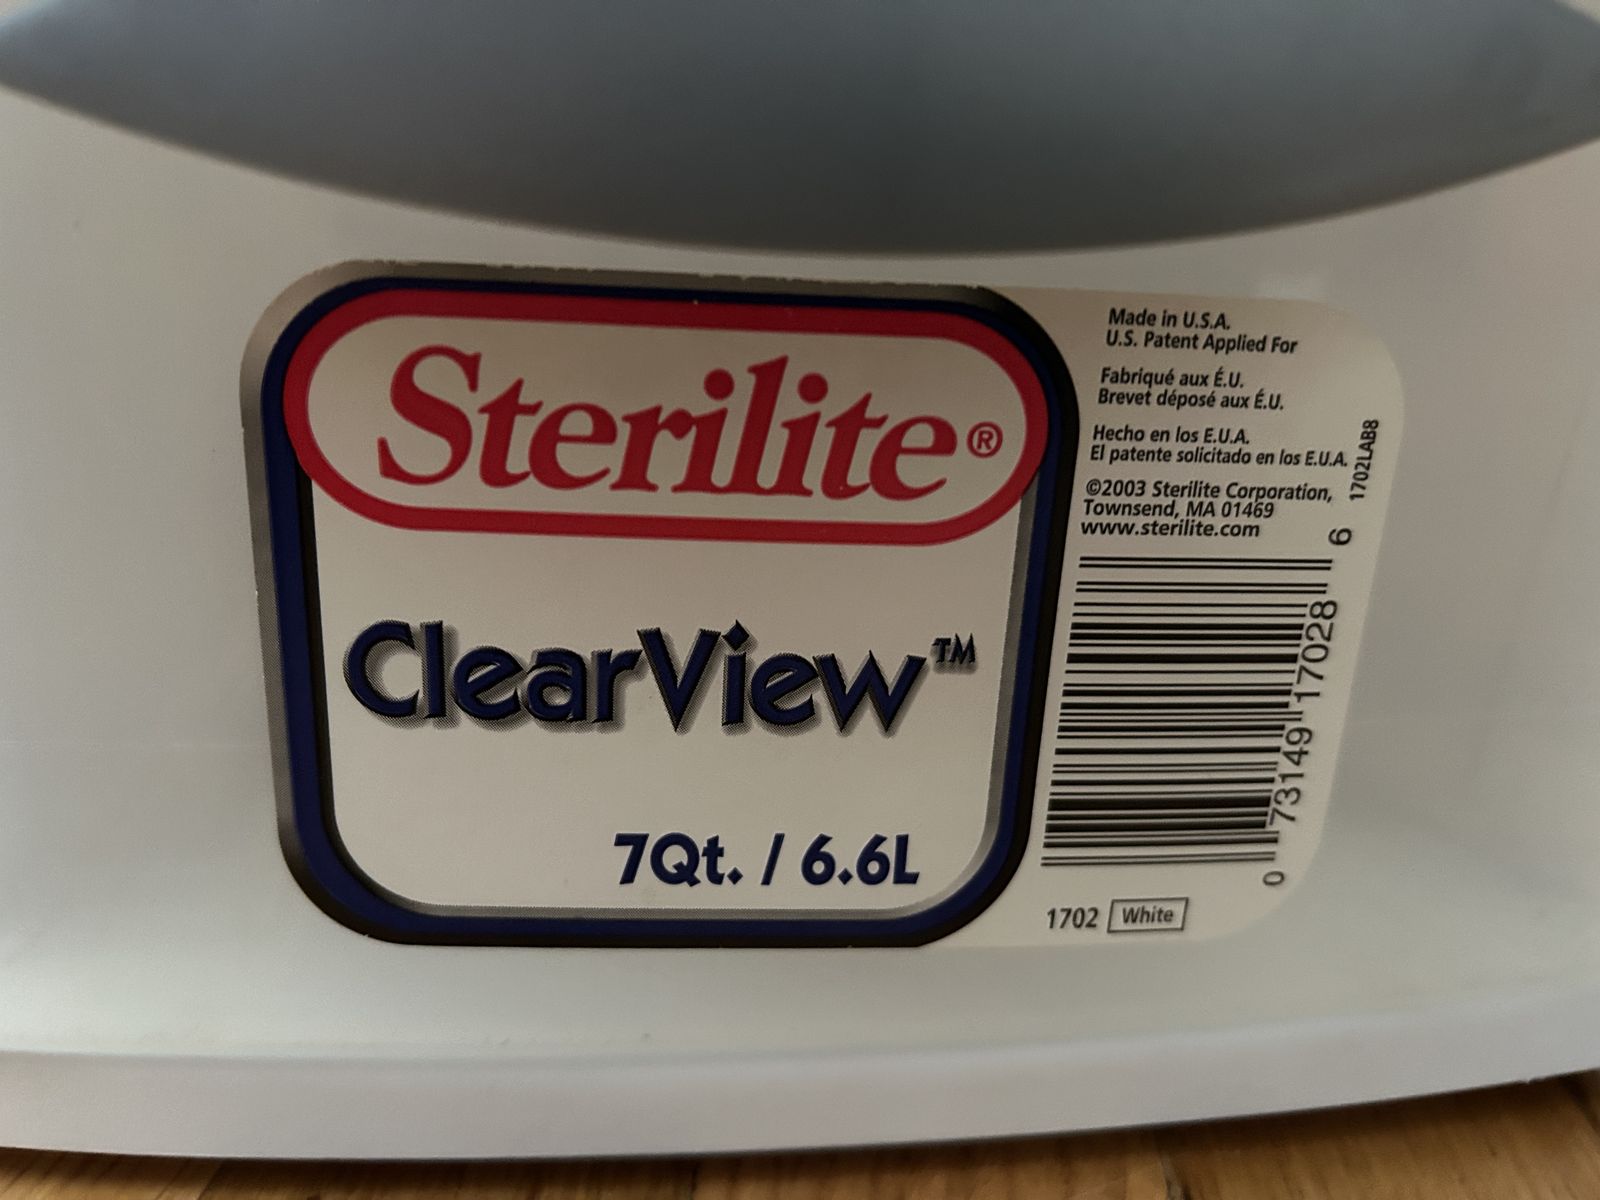 Sterilite®
ClearView™
7Qt. / 6.6L
Made in U.S.A.
U.S. Patent Applied For
Fabriqué aux É.U.
Brevet déposé aux É.U.
Hecho en los E.U.A.
El patente solicitado en los E.U.A.
©2003 Sterilite Corporation,
Townsend, MA 01469
www.sterilite.com
1702LAB8
0 73149 17028 6
1702 White